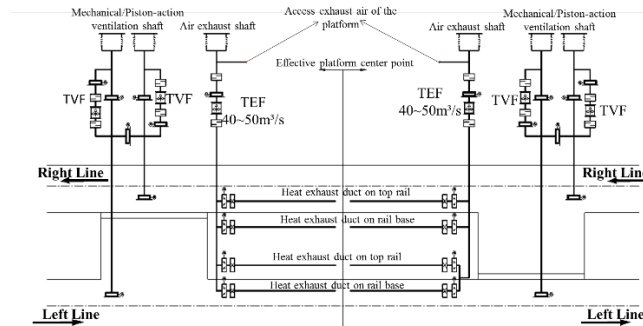 Mechanical/Piston-action
ventilation shaft
Air exhaust shaft
Access exhaust air of the
platform
Air exhaust shaft
Mechanical/Piston-action
ventilation shaft
Effective platform center point
TVF
TVF
TEF
40~50m³/s
TEF
40~50m³/s
TVF
TVF
Right Line
Right Line
Heat exhaust duct on top rail
Heat exhaust duct on rail base
Heat exhaust duct on top rail
Heat exhaust duct on rail base
Left Line
Left Line